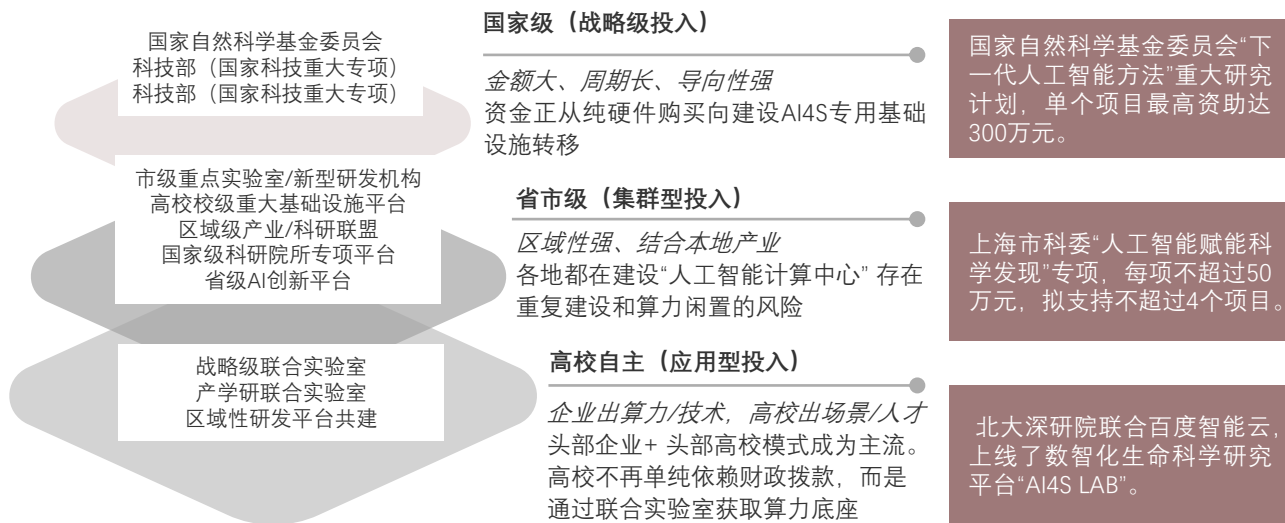 国家自然科学基金委员会
科技部（国家科技重大专项）
科技部（国家科技重大专项）
国家级（战略级投入）
金额大、周期长、导向性强
资金正从纯硬件购买向建设AI4S专用基础
设施转移
国家自然科学基金委员会“下
一代人工智能方法”重大研究
计划，单个项目最高资助达
300万元。
市级重点实验室/新型研发机构
高校校级重大基础设施平台
区域级产业/科研联盟
国家级科研院所专项平台
省级AI创新平台
省市级（集群型投入）
区域性强、结合本地产业
各地都在建设“人工智能计算中心” 存在
重复建设和算力闲置的风险
上海市科委“人工智能赋能科
学发现”专项，每项不超过50
万元，拟支持不超过4个项目。
战略级联合实验室
产学研联合实验室
区域性研发平台共建
高校自主（应用型投入）
企业出算力/技术，高校出场景/人才
头部企业+ 头部高校模式成为主流。
高校不再单纯依赖财政拨款，而是
通过联合实验室获取算力底座
北大深研院联合百度智能云，
上线了数智化生命科学研究
平台“AI4S LAB”。